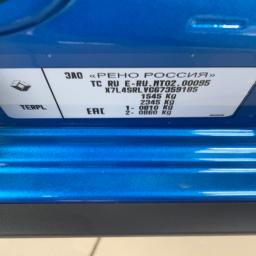 ЗАО «РЕНО РОССИЯ»
TC RU E-RU.MT02.00095
X7L4SRLVG67359185
1545 Kg
2345 Kg
TERPL EAC 1- 0810 Kg
2- 0860 Kg